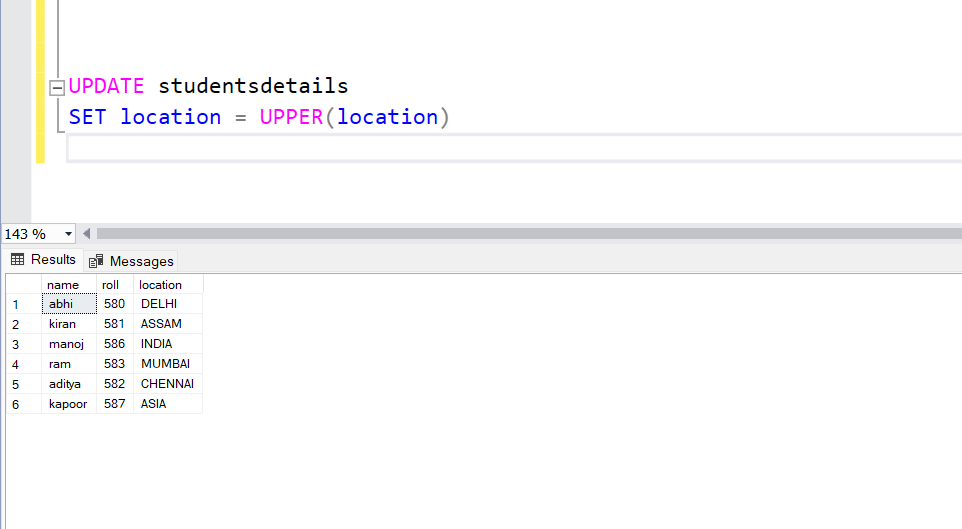 UPDATE studentsdetails
SET location = UPPER(location)
143 %
Results Messages
name roll location
1 abhi 580 DELHI
2 kiran 581 ASSAM
3 manoj 586 INDIA
4 ram 583 MUMBAI
5 aditya 582 CHENNAI
6 kapoor 587 ASIA